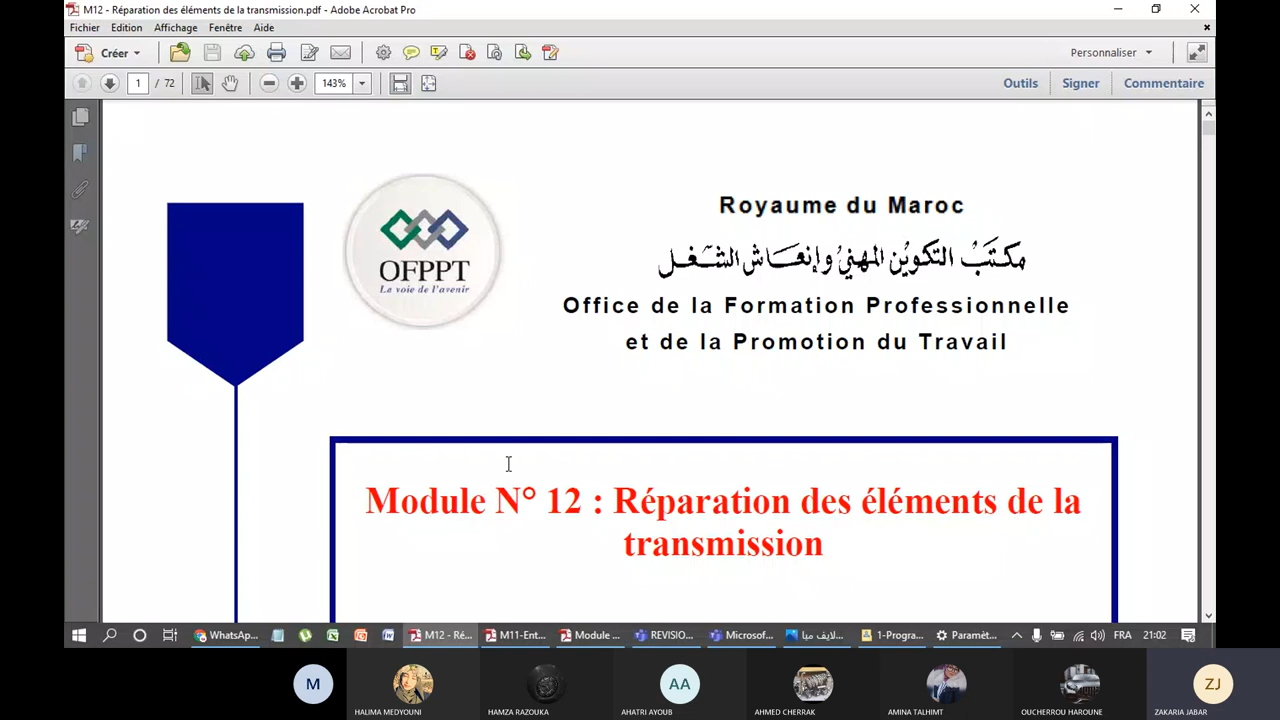 M12 - Réparation des éléments de la transmission.pdf - Adobe Acrobat Pro
Fichier Edition Affichage Fenêtre Aide
Créer
Personnaliser
1 / 72
143%
Outils Signer Commentaire
OFPPT
La voie de l'avenir
Royaume du Maroc
مكتب التكوين المهني وإنعاش الشغل
Office de la Formation Professionnelle
et de la Promotion du Travail
Module N° 12 : Réparation des éléments de la
transmission
WhatsAp... M12 - Ré... M11-Ent... Module ... REVISIO... Microsof... 1-Progra... Paramèt... FRA 21:02
M
HALIMA MEDYOUNI
HAMZA RAZOUKA
AA
AHATRI AYOUB
AHMED CHERRAK
AMINA TALHIMT
OUCHERROU HAROUNE
ZJ
ZAKARIA JABAR